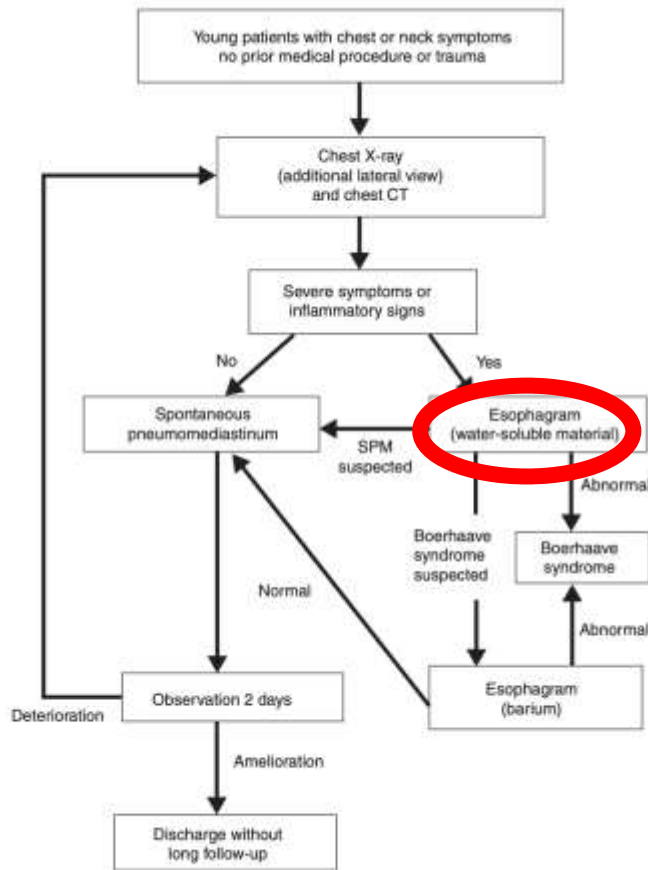 Young patients with chest or neck symptoms
no prior medical procedure or trauma
Chest X-ray
(additional lateral view)
and chest CT
Severe symptoms or
inflammatory signs
No
Yes
Spontaneous
pneumomediastinum
SPM
suspected
Esophagram
(water-soluble material)
Abnormal
Boerhaave
syndrome
suspected
Boerhaave
syndrome
Normal
Abnormal
Observation 2 days
Esophagram
(barium)
Deterioration
Amelioration
Discharge without
long follow-up